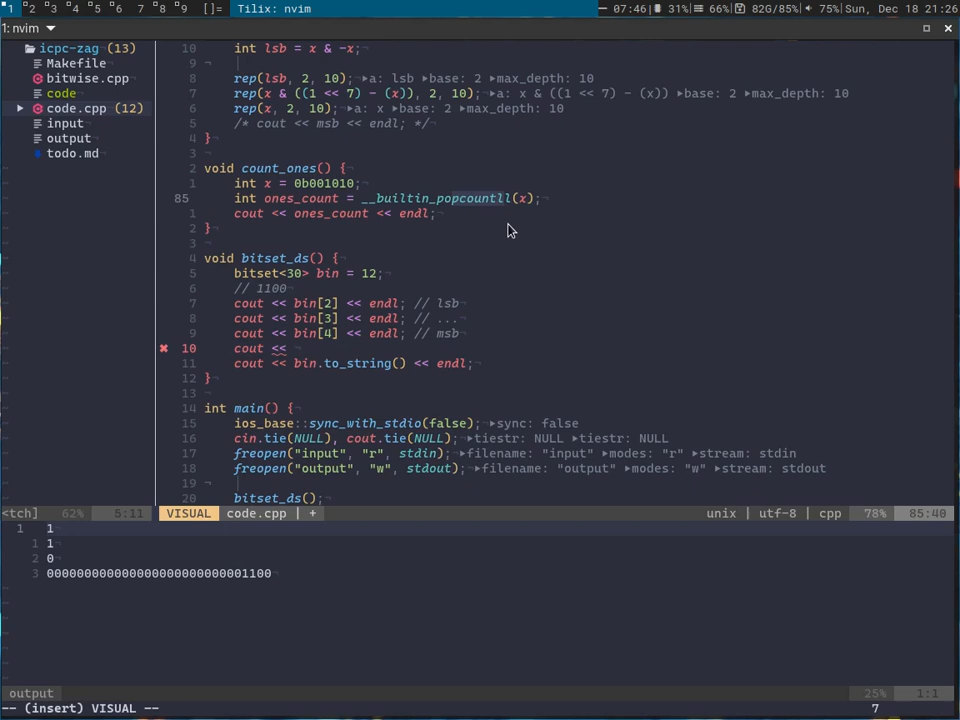 1 2 3 4 5 6 7 8 9 []= Tilix: nvim 07:46 31% 66% 82G/85% 75% Sun, Dec 18 21:26
1: nvim
icpc-zag (13)
Makefile
bitwise.cpp
code
code.cpp (12)
input
output
todo.md
10 int lsb = x & -x;
9
8 rep(lsb, 2, 10); a: lsb base: 2 max_depth: 10
7 rep(x & ((1 << 7) - (x)), 2, 10); a: x & ((1 << 7) - (x)) base: 2 max_depth: 10
6 rep(x, 2, 10); a: x base: 2 max_depth: 10
5 /* cout << msb << endl; */
4 }
3
2 void count_ones() {
1 int x = 0b001010;
85 int ones_count = __builtin_popcountll(x);
1 cout << ones_count << endl;
2 }
3
4 void bitset_ds() {
5 bitset<30> bin = 12;
6 // 1100
7 cout << bin[2] << endl; // lsb
8 cout << bin[3] << endl; // ...
9 cout << bin[4] << endl; // msb
10 cout <<
11 cout << bin.to_string() << endl;
12 }
13
14 int main() {
15 ios_base::sync_with_stdio(false); sync: false
16 cin.tie(NULL), cout.tie(NULL); tiestr: NULL tiestr: NULL
17 freopen("input", "r", stdin); filename: "input" modes: "r" stream: stdin
18 freopen("output", "w", stdout); filename: "output" modes: "w" stream: stdout
19
20 bitset_ds();
<tch] 62% 5:11 VISUAL code.cpp | + unix | utf-8 | cpp 78% 85:40
1 1
1 1
2 0
3 000000000000000000000000001100
output 25% 1:1
-- (insert) VISUAL -- 7